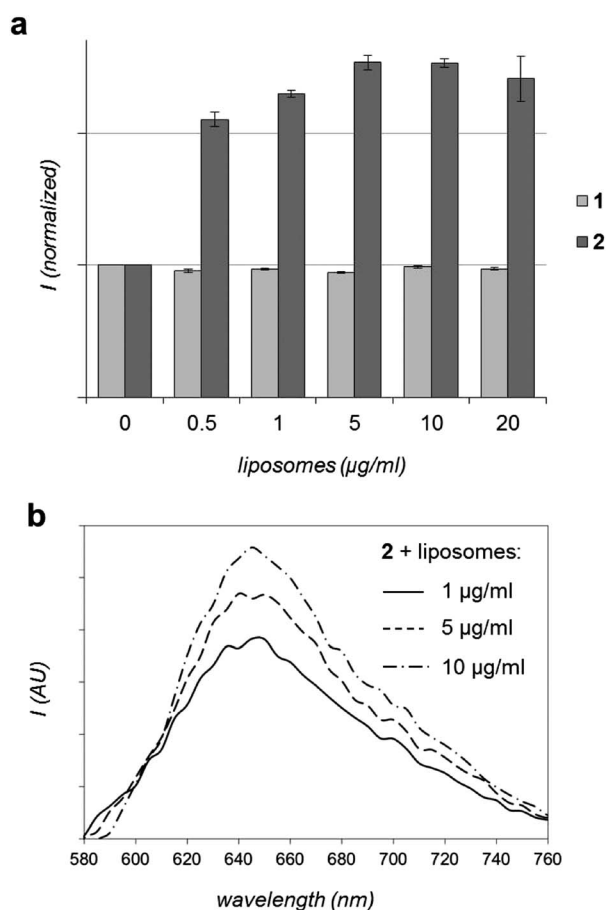 a
I (normalized)
1
2
0 0.5 1 5 10 20
liposomes (µg/ml)
b
2 + liposomes:
1 µg/ml
5 µg/ml
10 µg/ml
I (AU)
580 600 620 640 660 680 700 720 740 760
wavelength (nm)